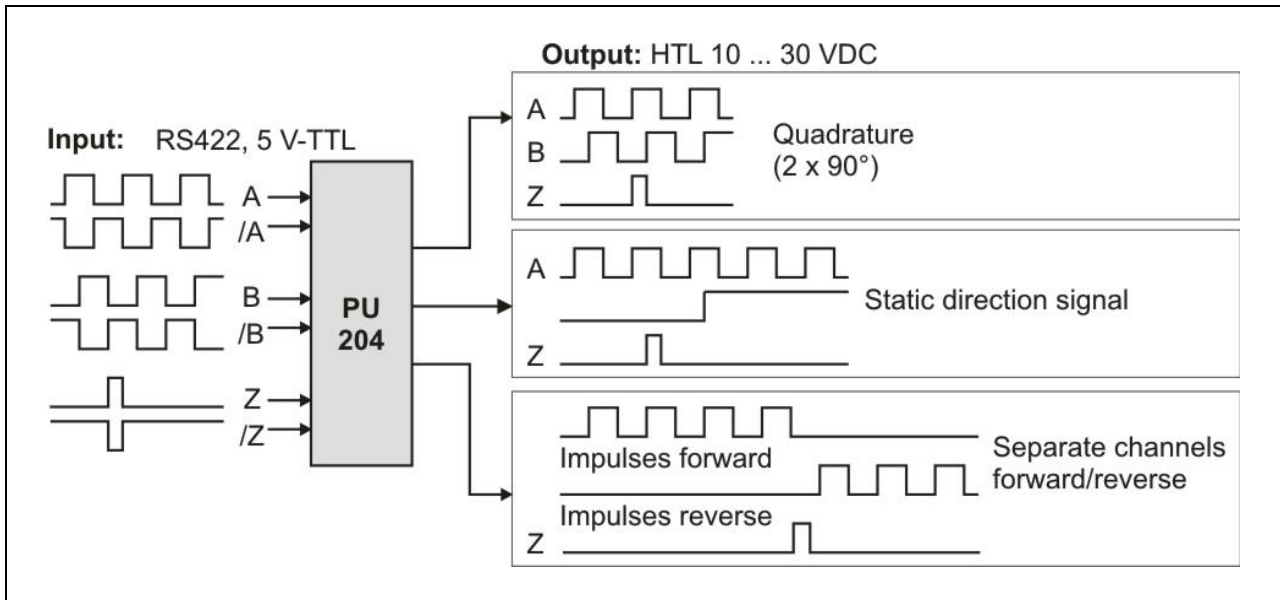 Output: HTL 10 ... 30 VDC
Input: RS422, 5 V-TTL
A
/A
B
/B
Z
/Z
PU
204
A
B
Z
Quadrature
(2 x 90°)
A
Z
Static direction signal
Impulses forward
Impulses reverse
Z
Separate channels
forward/reverse